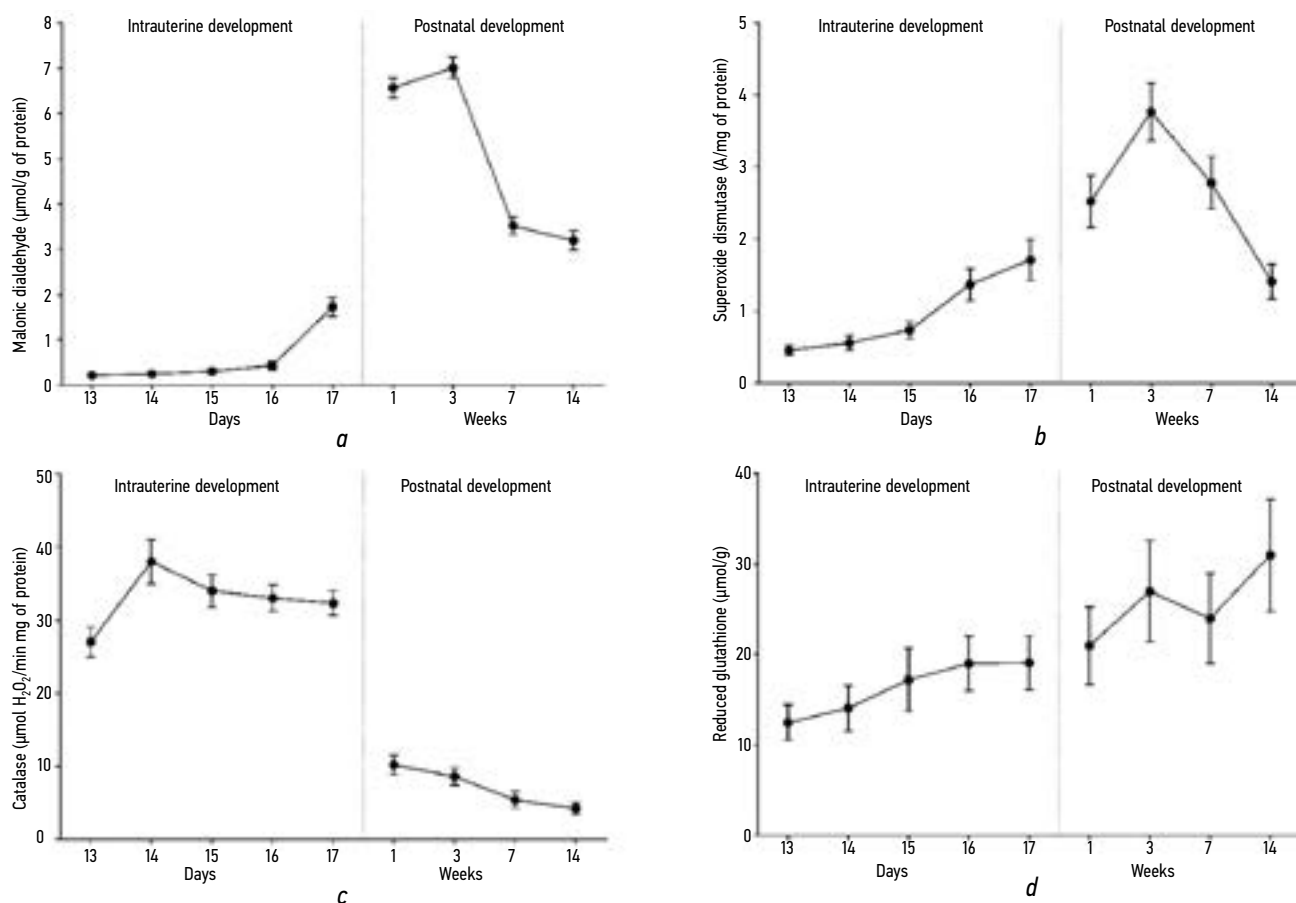 Intrauterine development
Postnatal development
Malonic dialdehyde (μmol/g of protein)
8
7
6
5
4
3
2
1
0
13 14 15 16 17 1 3 7 14
Days Weeks
a
Intrauterine development
Postnatal development
Superoxide dismutase (A/mg of protein)
5
4
3
2
1
0
13 14 15 16 17 1 3 7 14
Days Weeks
b
Intrauterine development
Postnatal development
Catalase (μmol H₂O₂/min mg of protein)
50
40
30
20
10
0
13 14 15 16 17 1 3 7 14
Days Weeks
c
Intrauterine development
Postnatal development
Reduced glutathione (μmol/g)
40
30
20
10
0
13 14 15 16 17 1 3 7 14
Days Weeks
d